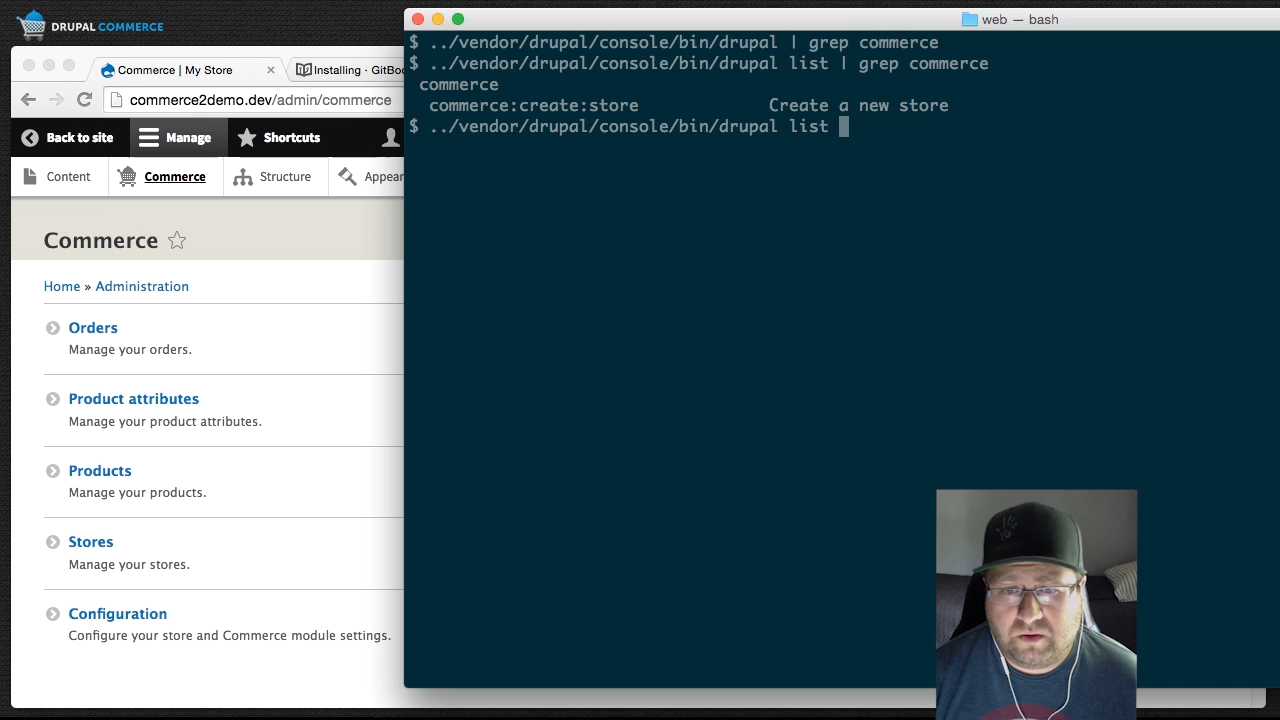 DRUPAL COMMERCE
web — bash
$ ../vendor/drupal/console/bin/drupal | grep commerce
$ ../vendor/drupal/console/bin/drupal list | grep commerce
commerce
commerce:create:store Create a new store
$ ../vendor/drupal/console/bin/drupal list
Commerce | My Store
Installing · GitBo
commerce2demo.dev/admin/commerce
Back to site
Manage
Shortcuts
Content
Commerce
Structure
Appear
Commerce
Home » Administration
Orders
Manage your orders.
Product attributes
Manage your product attributes.
Products
Manage your products.
Stores
Manage your stores.
Configuration
Configure your store and Commerce module settings.